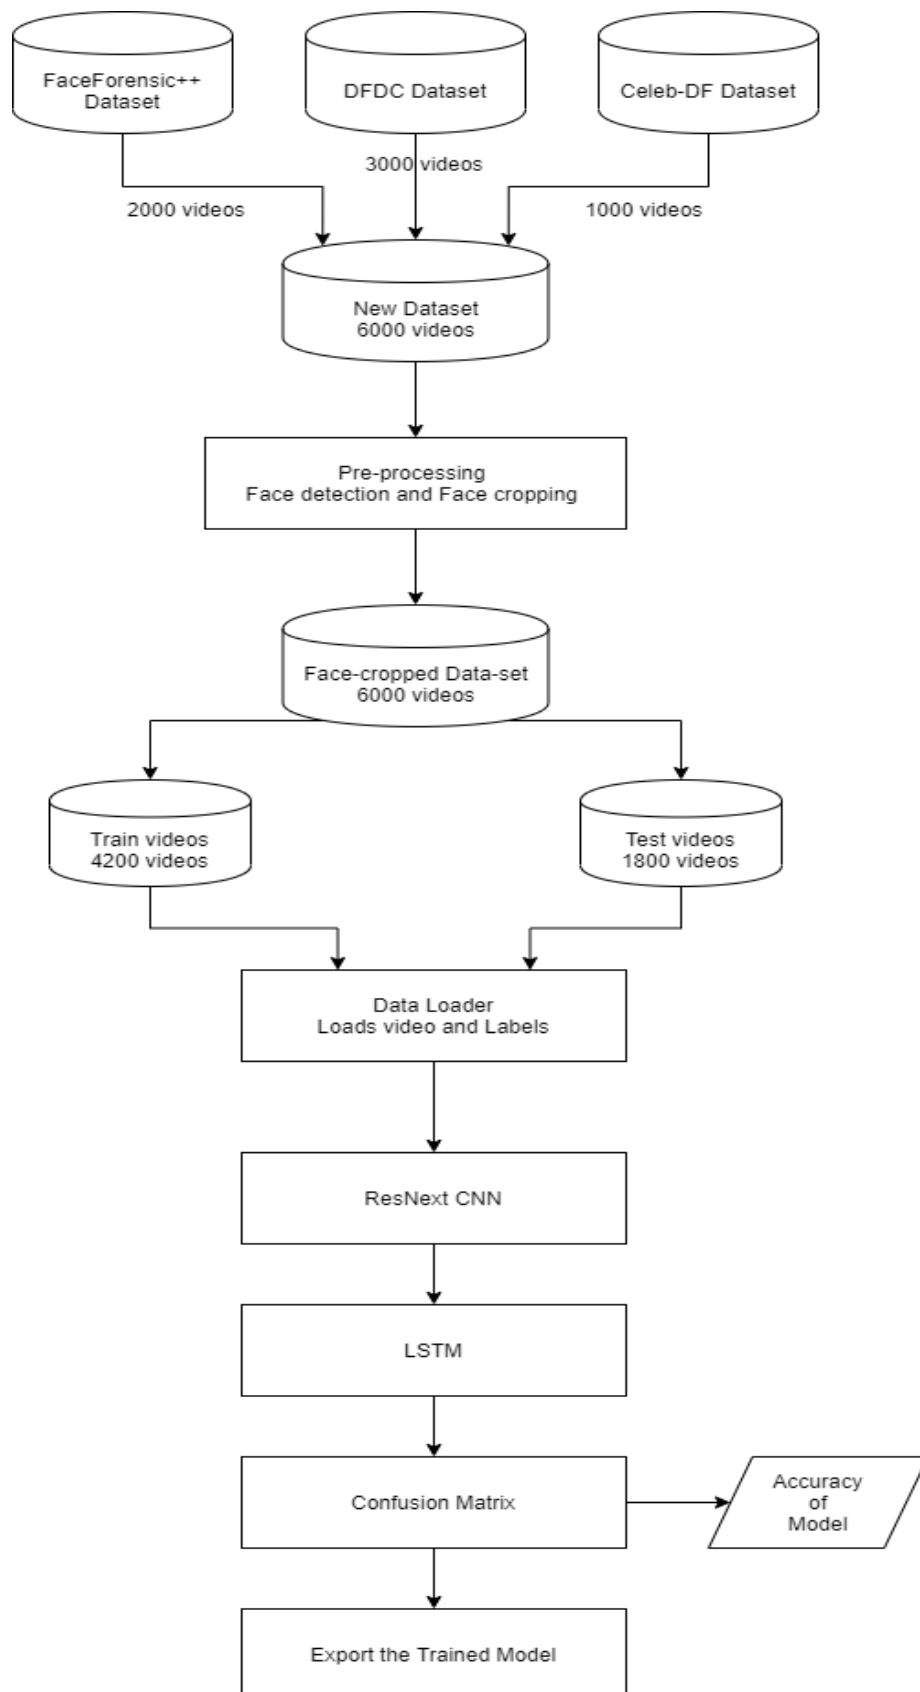 FaceForensic++
Dataset
DFDC Dataset
Celeb-DF Dataset
3000 videos
2000 videos
1000 videos
New Dataset
6000 videos
Pre-processing
Face detection and Face cropping
Face-cropped Data-set
6000 videos
Train videos
4200 videos
Test videos
1800 videos
Data Loader
Loads video and Labels
ResNext CNN
LSTM
Confusion Matrix
Accuracy
of
Model
Export the Trained Model